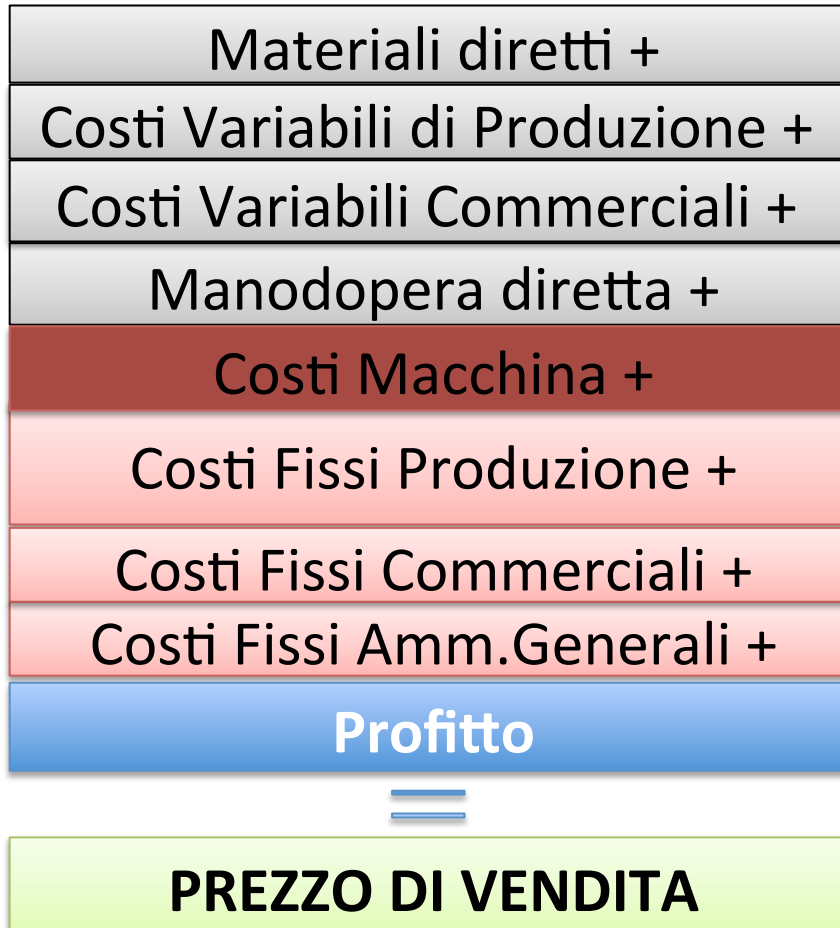 Materiali diretti +
Costi Variabili di Produzione +
Costi Variabili Commerciali +
Manodopera diretta +
Costi Macchina +
Costi Fissi Produzione +
Costi Fissi Commerciali +
Costi Fissi Amm.Generali +
Profitto
=
PREZZO DI VENDITA